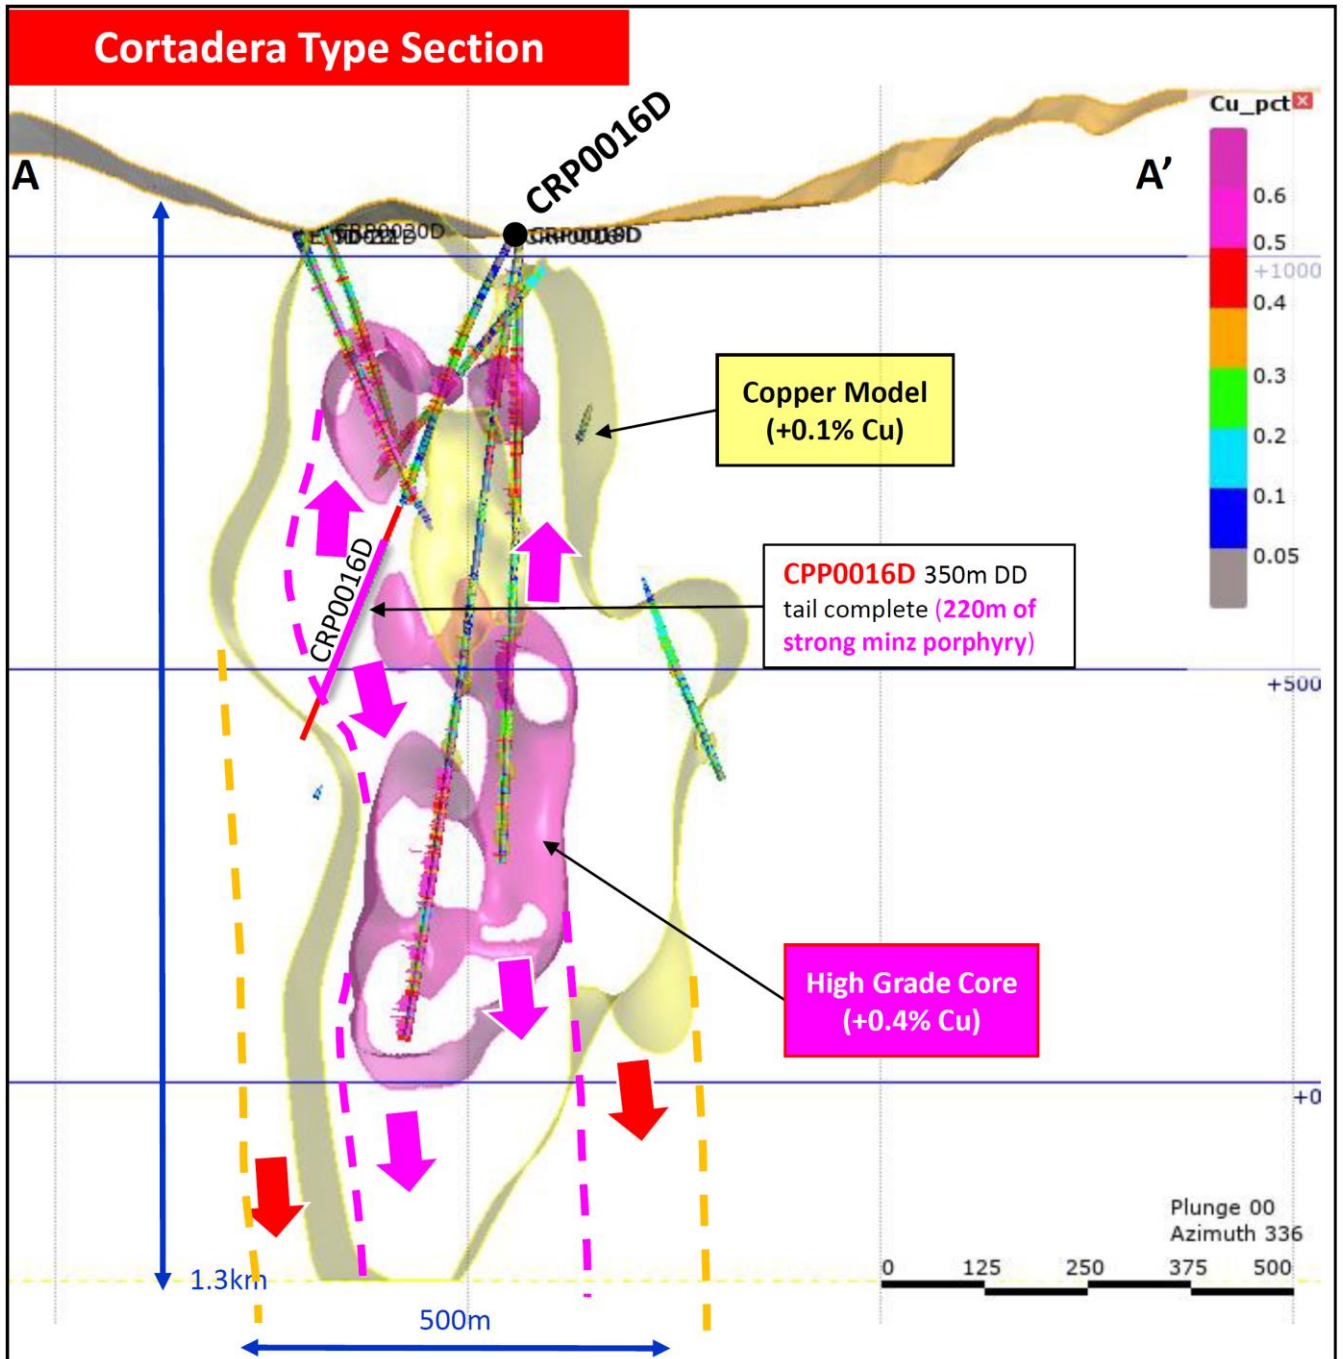 Cortadera Type Section
CRP0016D
Cu_pct
A
A’
0.6
0.5
+1000
0.4
0.3
0.2
0.1
0.05
Copper Model
(+0.1% Cu)
CRP0016D
CPP0016D 350m DD
tail complete (220m of
strong minz porphyry)
+500
High Grade Core
(+0.4% Cu)
+0
Plunge 00
Azimuth 336
0 125 250 375 500
1.3km
500m